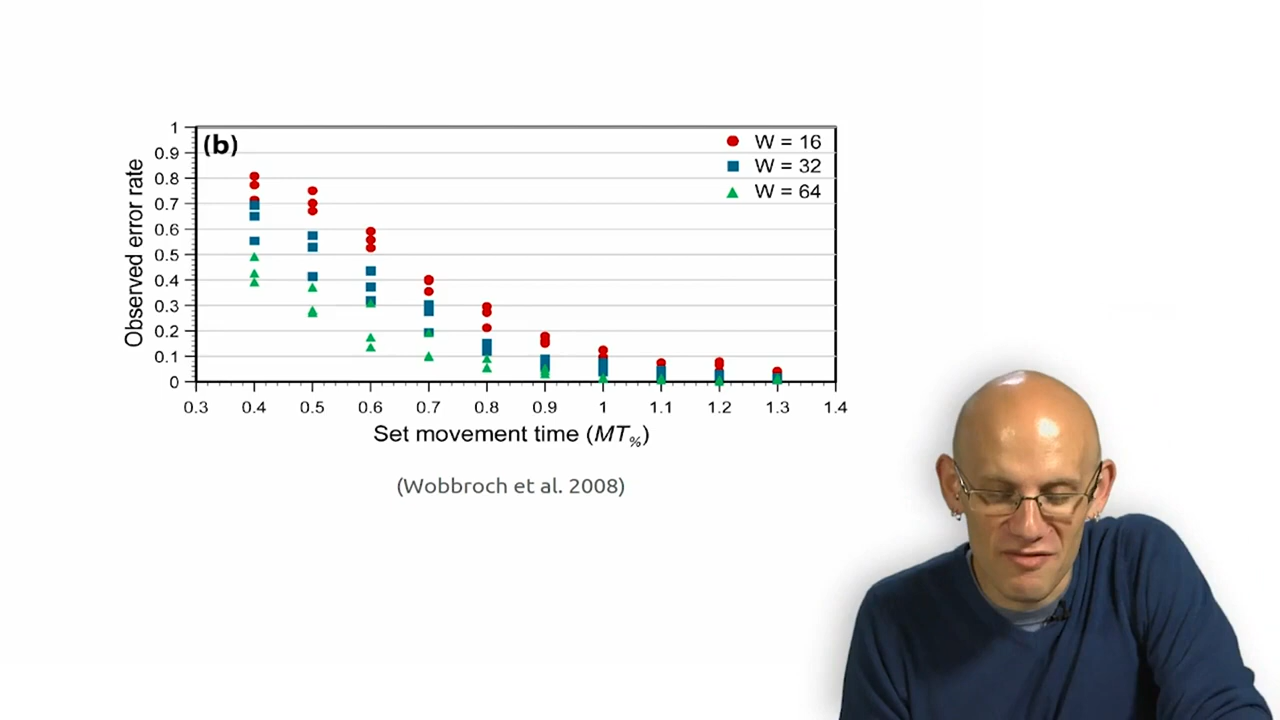 (b)
W = 16
W = 32
W = 64
1
0.9
0.8
0.7
0.6
0.5
0.4
0.3
0.2
0.1
0
Observed error rate
0.3 0.4 0.5 0.6 0.7 0.8 0.9 1 1.1 1.2 1.3 1.4
Set movement time (MT%)
(Wobbroch et al. 2008)